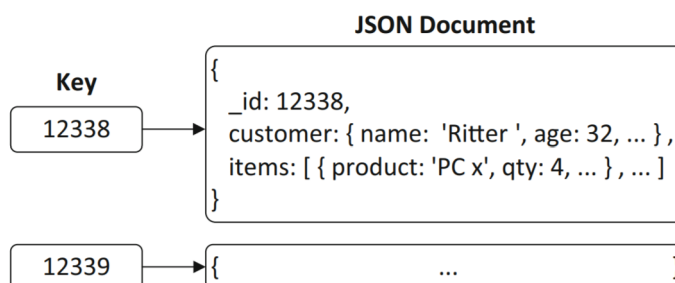 JSON Document
Key
{
12338
_id: 12338,
customer: { name: 'Ritter ', age: 32, ... } ,
items: [ { product: 'PC x', qty: 4, ... } , ... ]
}
12339
{ ... }